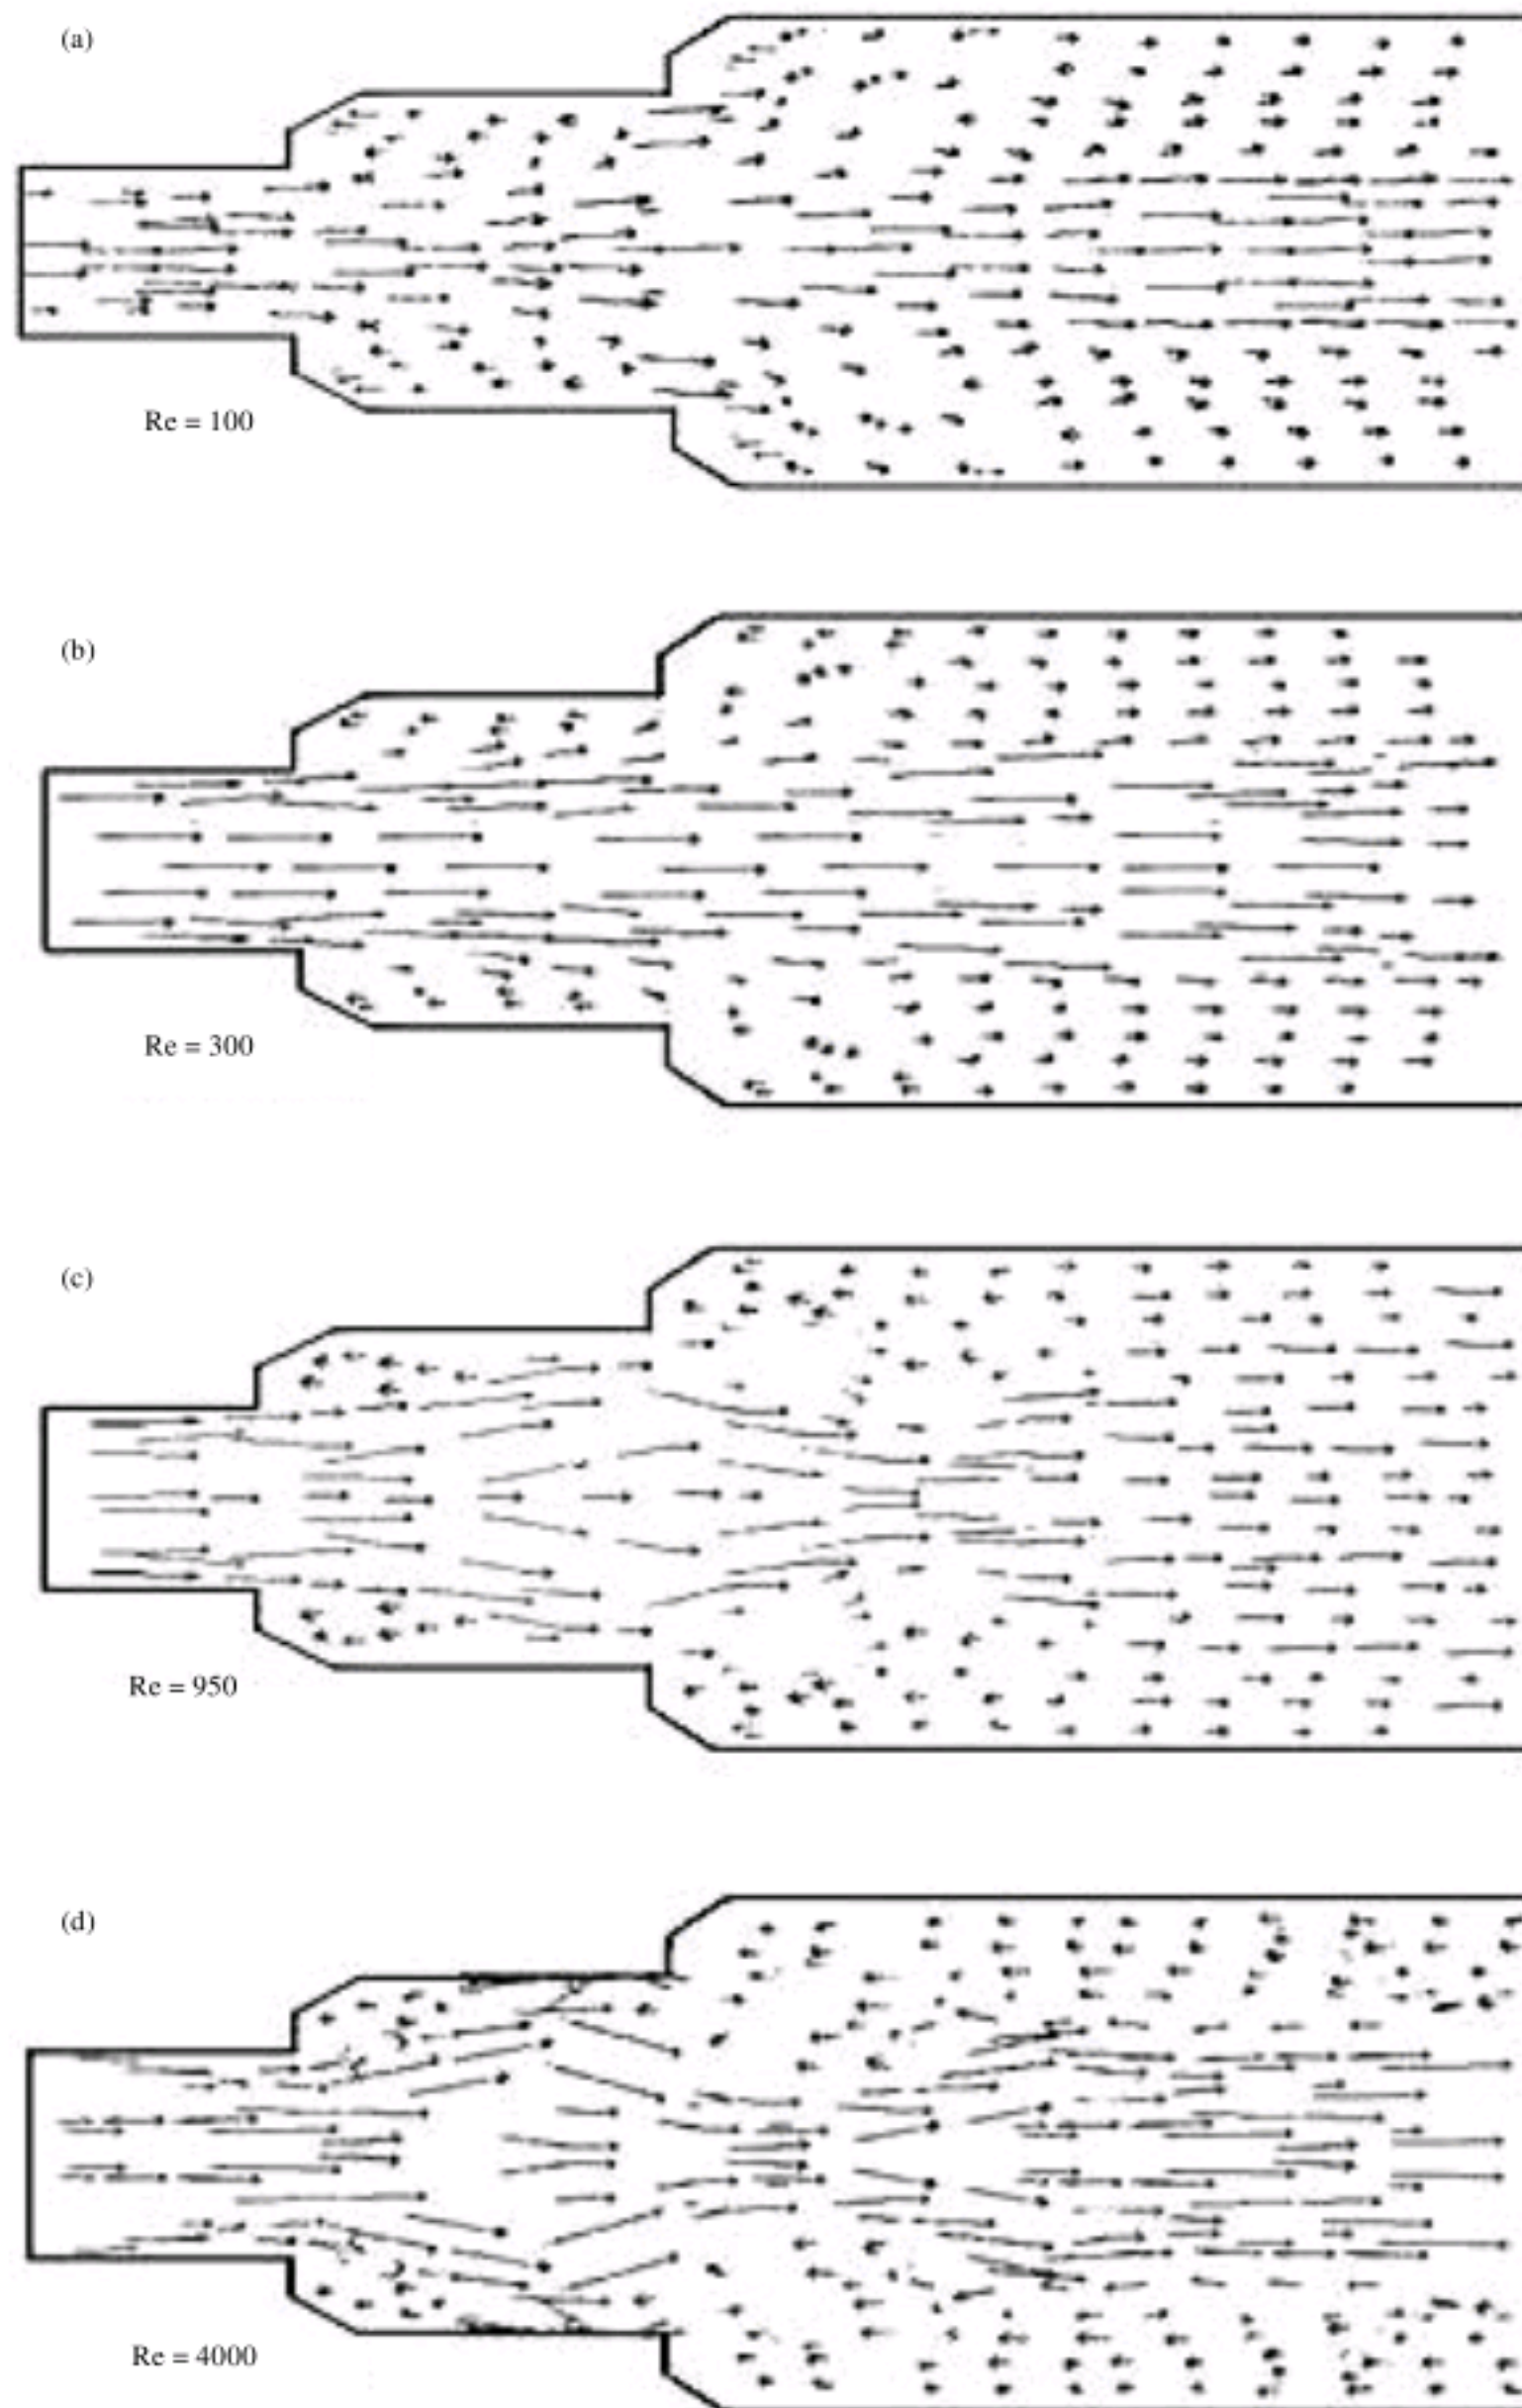 (a)
Re = 100
(b)
Re = 300
(c)
Re = 950
(d)
Re = 4000